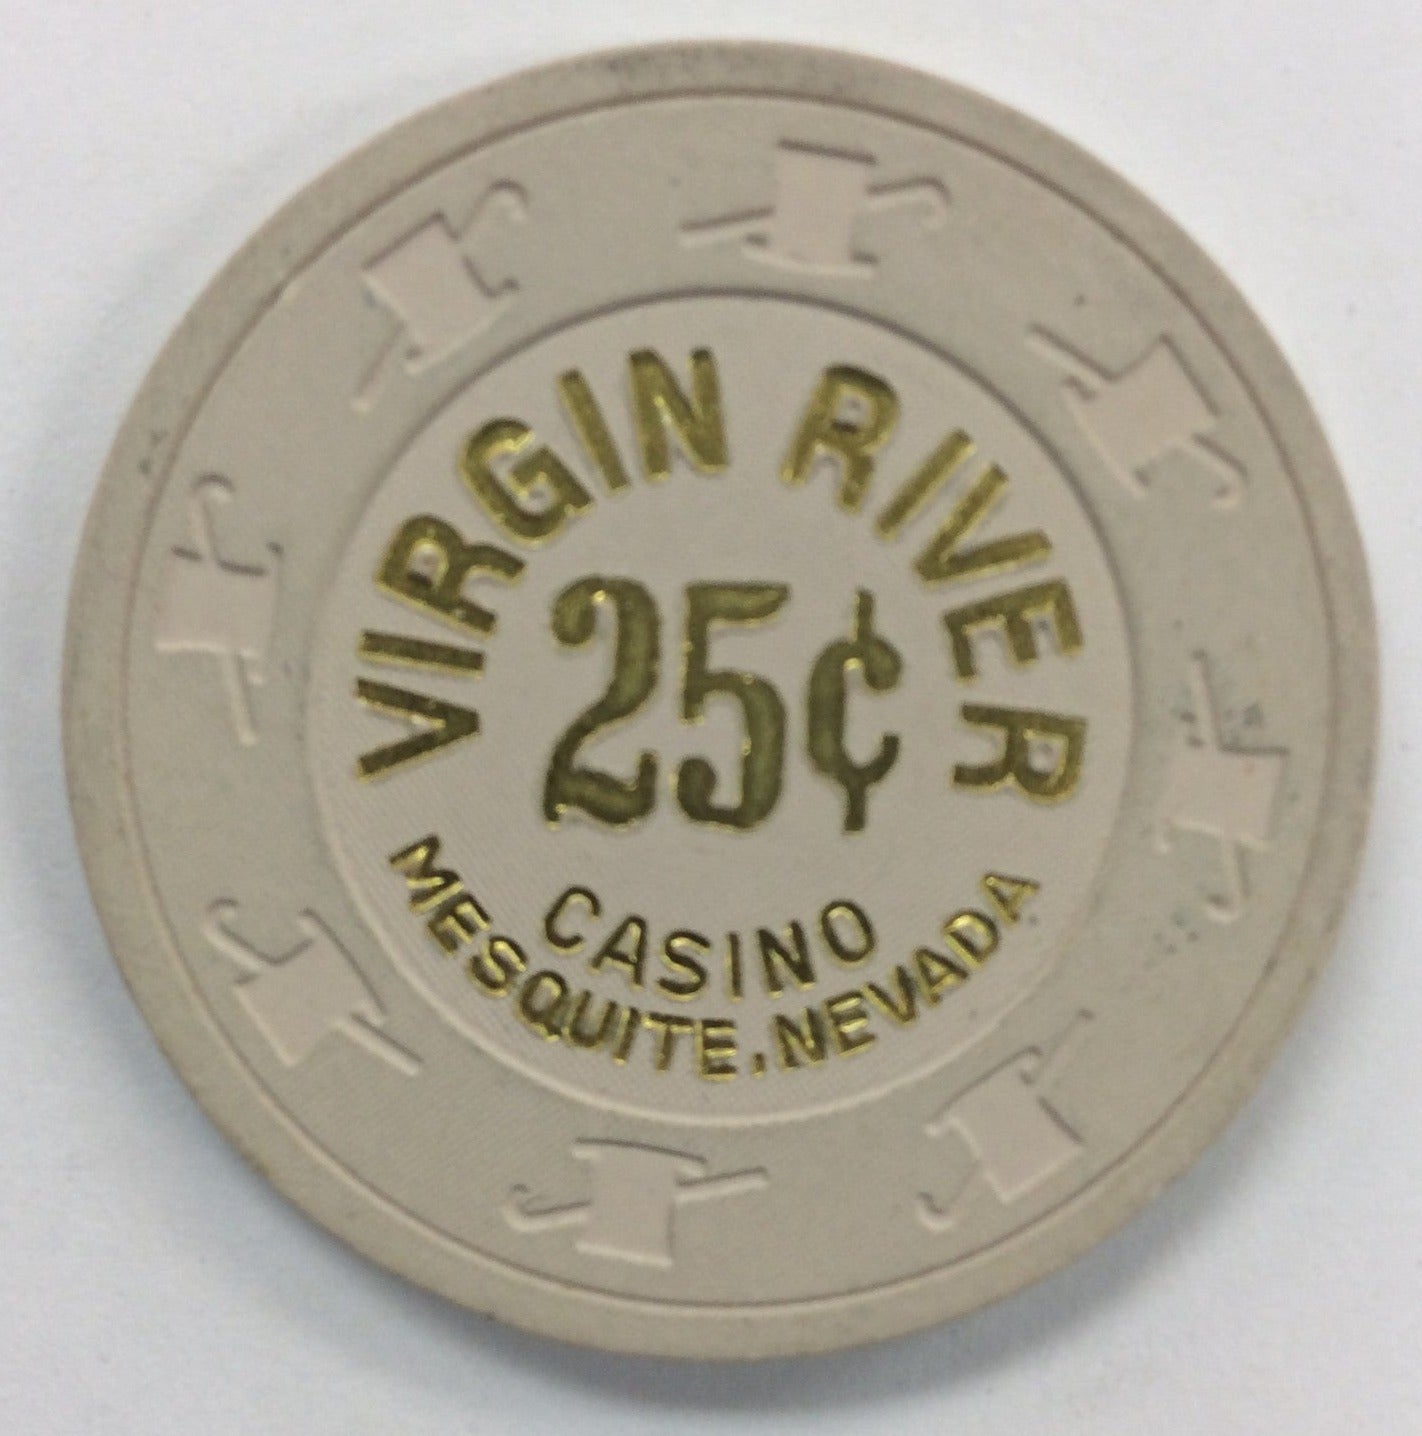 VIRGIN RIVER
25¢
CASINO
MESQUITE, NEVADA